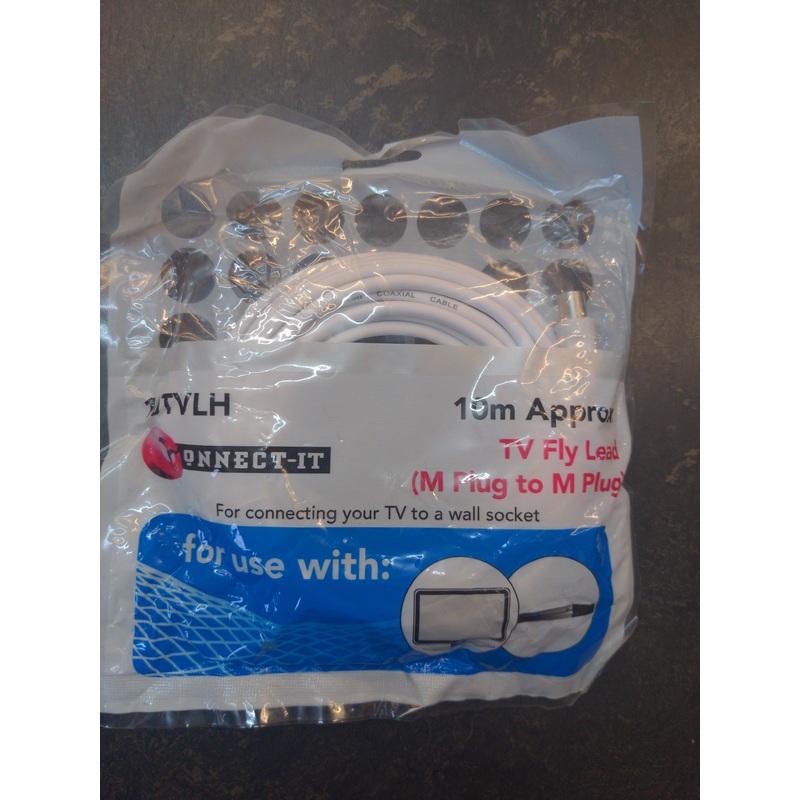 COAXIAL CABLE
TVLH
10m Approx
CONNECT-IT
TV Fly Lead
(M Plug to M Plug)
For connecting your TV to a wall socket
for use with: